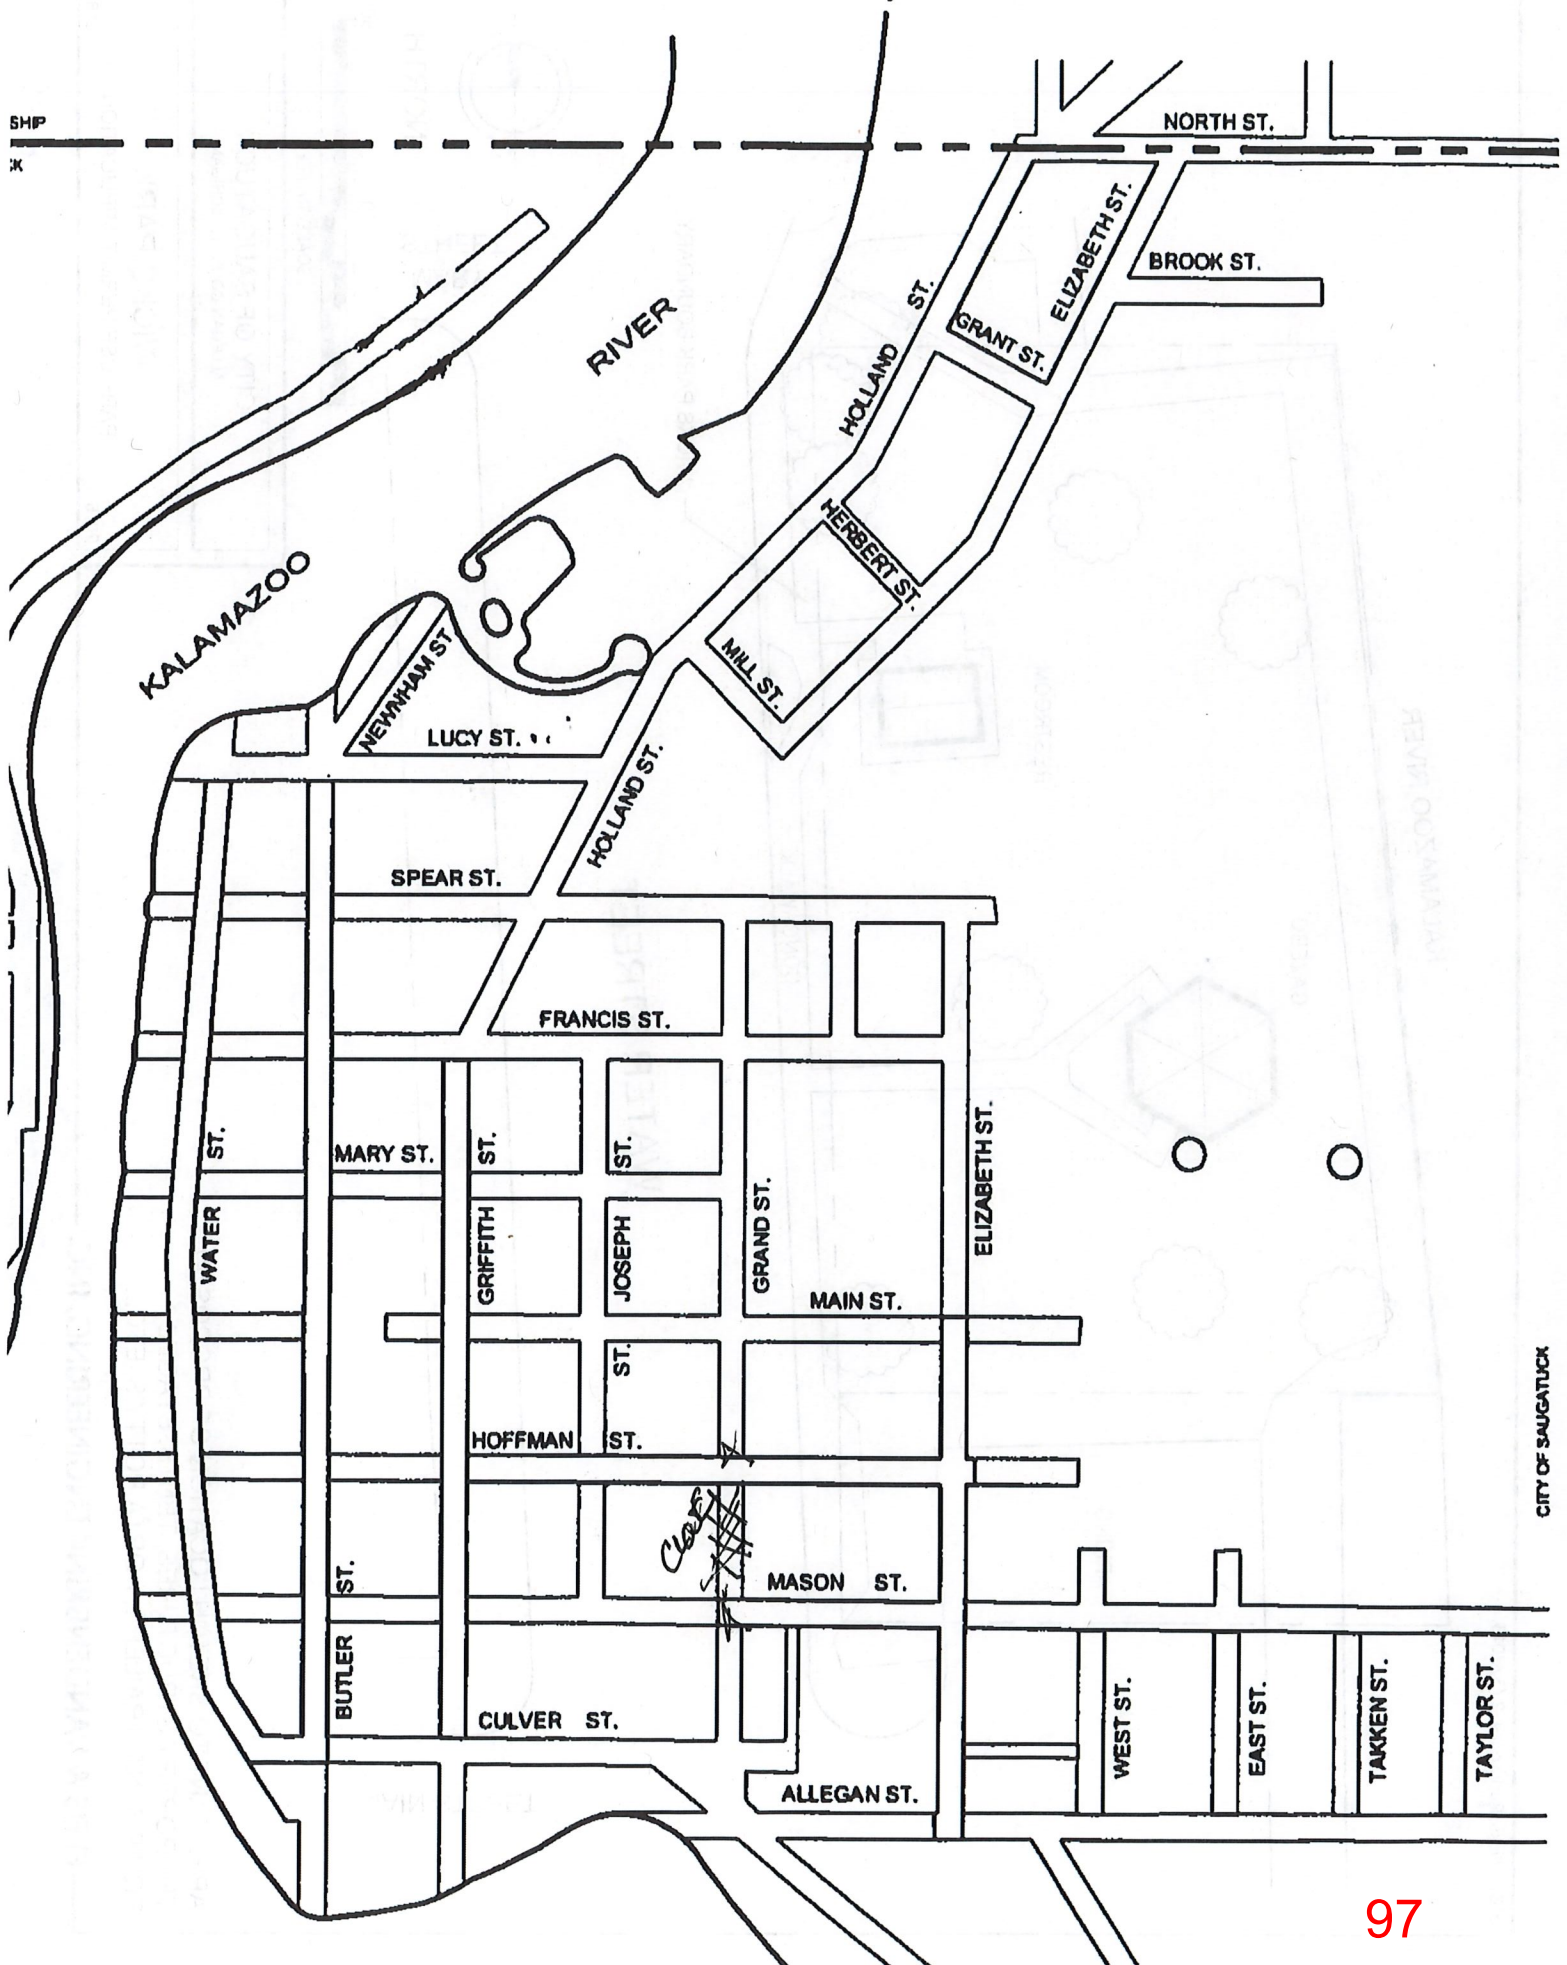 SHIP
NORTH ST.
ELIZABETH ST.
BROOK ST.
GRANT ST.
HOLLAND ST.
RIVER
HERBERT ST.
KALAMAZOO
MILL ST.
NEWNHAM ST
LUCY ST.
HOLLAND ST.
SPEAR ST.
FRANCIS ST.
MARY ST.
WATER ST.
GRIFFITH ST.
JOSEPH ST.
GRAND ST.
ELIZABETH ST.
MAIN ST.
ST.
HOFFMAN ST.
CITY OF SAUGATUCK
MASON ST.
BUTLER ST.
CULVER ST.
WEST ST.
EAST ST.
TAKKEN ST.
TAYLOR ST.
ALLEGAN ST.
97